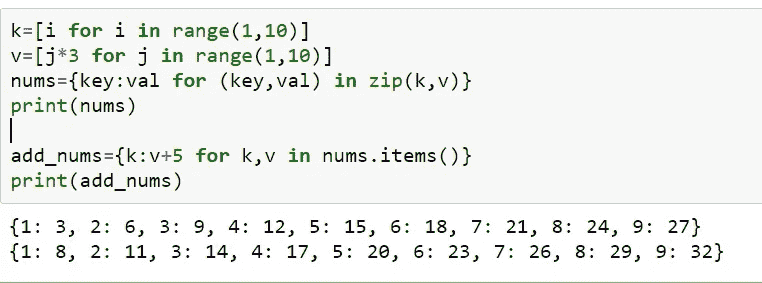 k=[i for i in range(1,10)]
v=[j*3 for j in range(1,10)]
nums={key:val for (key,val) in zip(k,v)}
print(nums)
add_nums={k:v+5 for k,v in nums.items()}
print(add_nums)
{1: 3, 2: 6, 3: 9, 4: 12, 5: 15, 6: 18, 7: 21, 8: 24, 9: 27}
{1: 8, 2: 11, 3: 14, 4: 17, 5: 20, 6: 23, 7: 26, 8: 29, 9: 32}